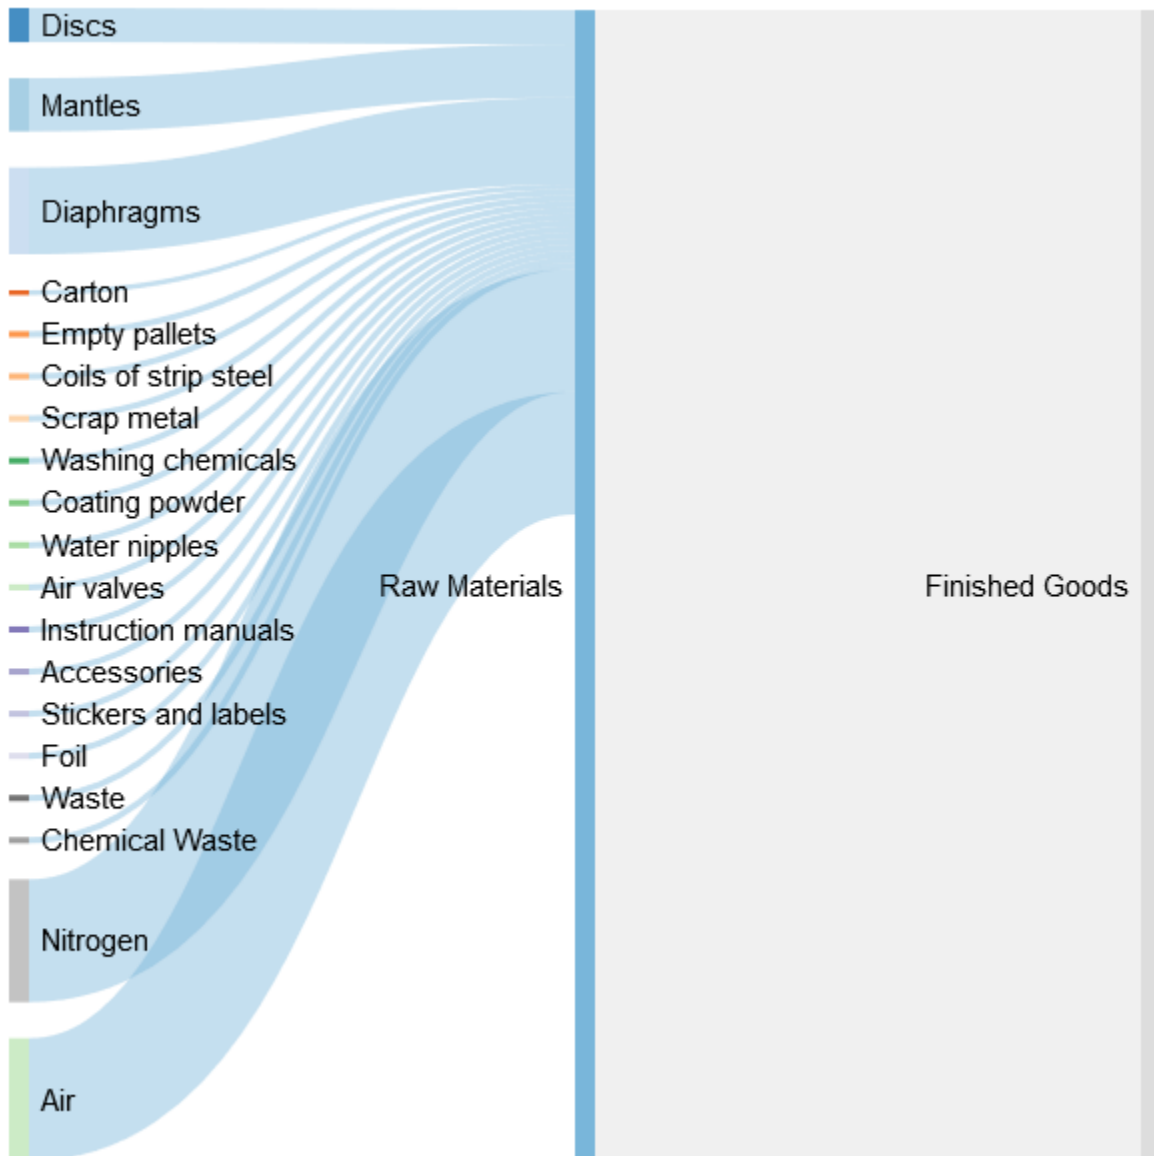 Discs
Mantles
Diaphragms
Carton
Empty pallets
Coils of strip steel
Scrap metal
Washing chemicals
Coating powder
Water nipples
Air valves
Raw Materials
Finished Goods
Instruction manuals
Accessories
Stickers and labels
Foil
Waste
Chemical Waste
Nitrogen
Air